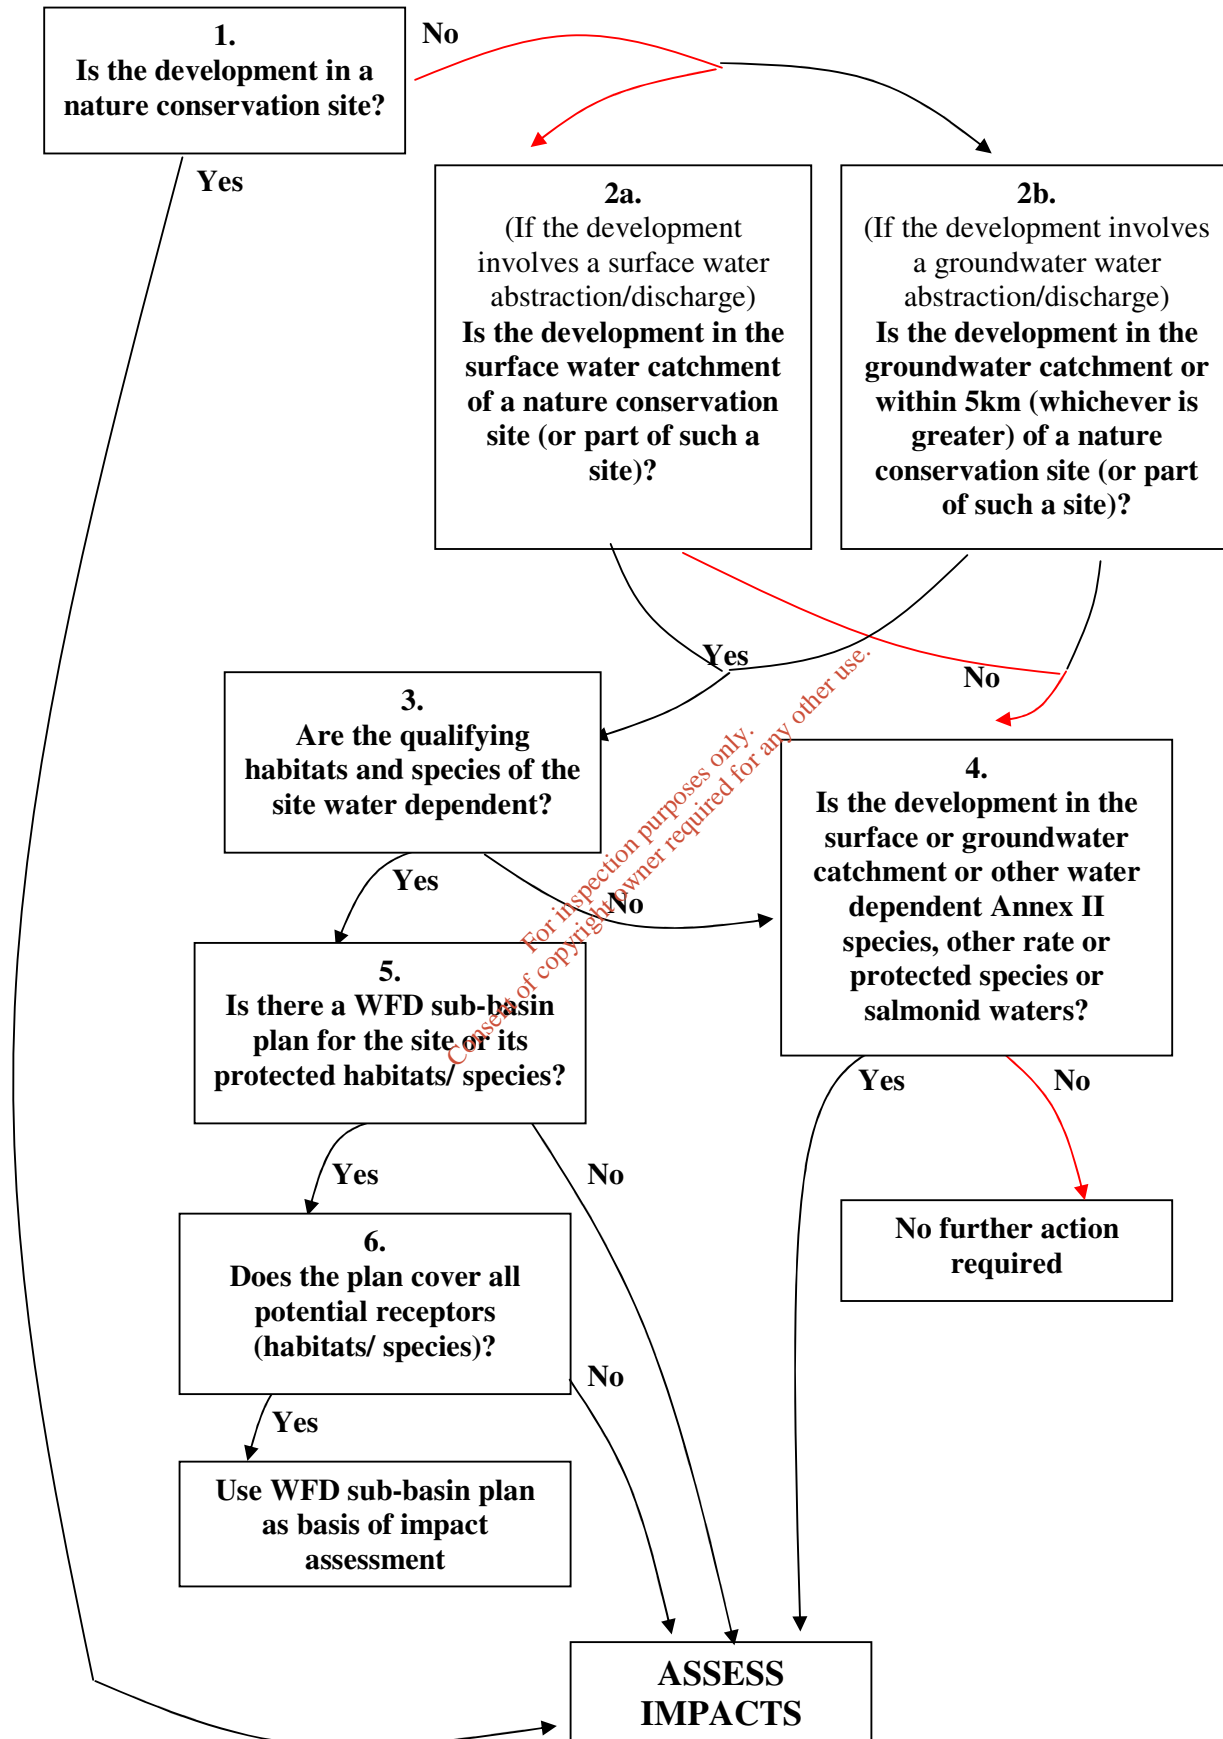 1.
Is the development in a
nature conservation site?
No
Yes
2a.
(If the development
involves a surface water
abstraction/discharge)
Is the development in the
surface water catchment
of a nature conservation
site (or part of such a
site)?
2b.
(If the development involves
a groundwater water
abstraction/discharge)
Is the development in the
groundwater catchment or
within 5km (whichever is
greater) of a nature
conservation site (or part
of such a site)?
Yes
No
3.
Are the qualifying
habitats and species of the
site water dependent?
4.
Is the development in the
surface or groundwater
catchment or other water
dependent Annex II
species, other rate or
protected species or
salmonid waters?
Yes
No
For inspection purposes only.
Consent of copyright owner required for any other use.
5.
Is there a WFD sub-basin
plan for the site or its
protected habitats/ species?
Yes
No
Yes
No
No further action
required
6.
Does the plan cover all
potential receptors
(habitats/ species)?
No
Yes
Use WFD sub-basin plan
as basis of impact
assessment
ASSESS
IMPACTS